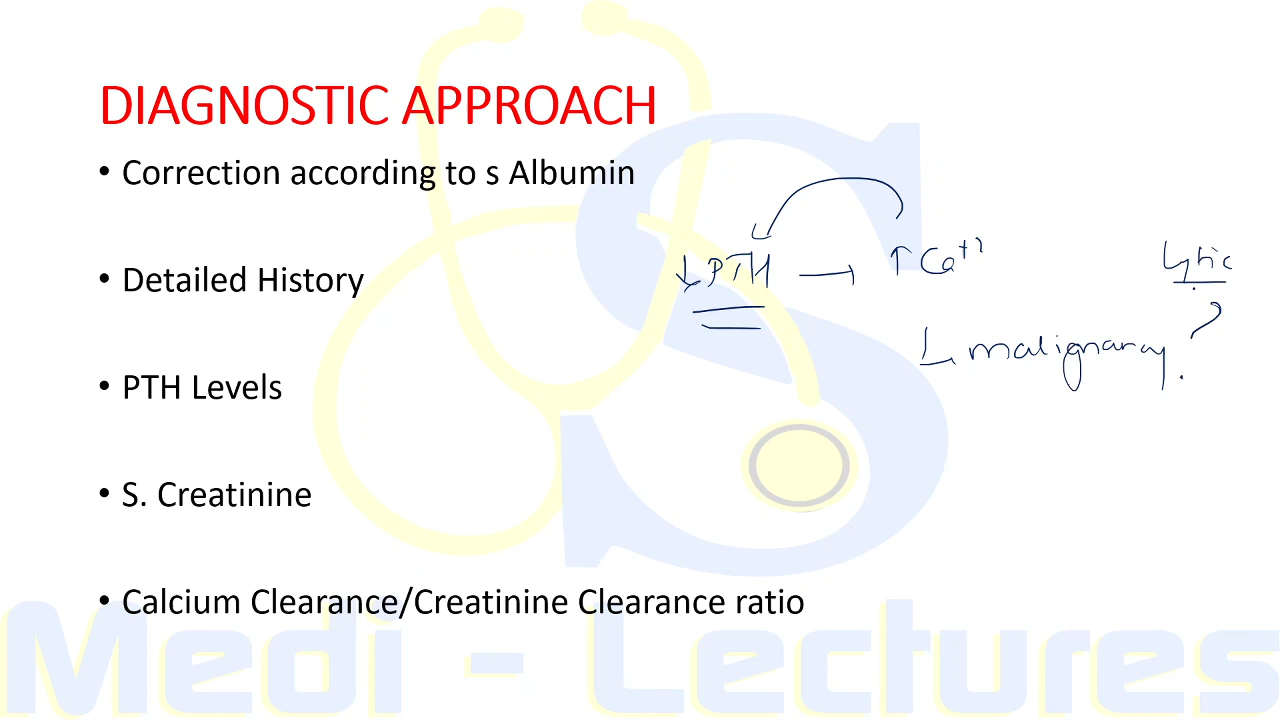 DIAGNOSTIC APPROACH
• Correction according to s Albumin
• Detailed History
• PTH Levels
• S. Creatinine
• Calcium Clearance/Creatinine Clearance ratio
↓ PTH → ↑ Ca++
Lytic
malignancy ?
Medi - Lectures